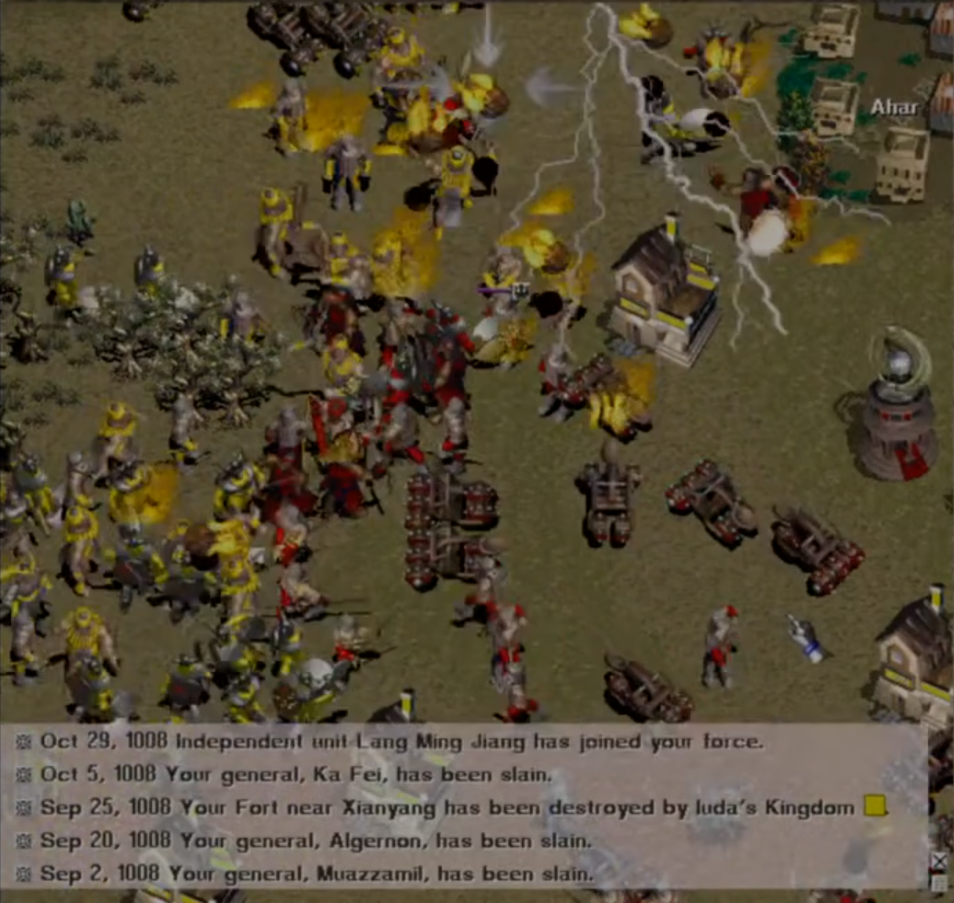 Ahar
Oct 29, 1008 Independent unit Lang Ming Jiang has joined your force.
Oct 5, 1008 Your general, Ka Fei, has been slain.
Sep 25, 1008 Your Fort near Xianyang has been destroyed by Iuda's Kingdom
Sep 20, 1008 Your general, Algernon, has been slain.
Sep 2, 1008 Your general, Muazzamil, has been slain.